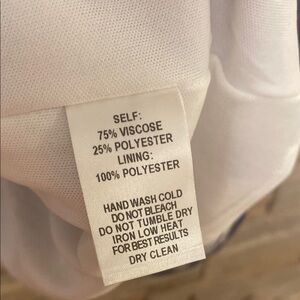 SELF:
75% VISCOSE
25% POLYESTER
LINING:
100% POLYESTER
HAND WASH COLD
DO NOT BLEACH
DO NOT TUMBLE DRY
IRON LOW HEAT
FOR BEST RESULTS
DRY CLEAN